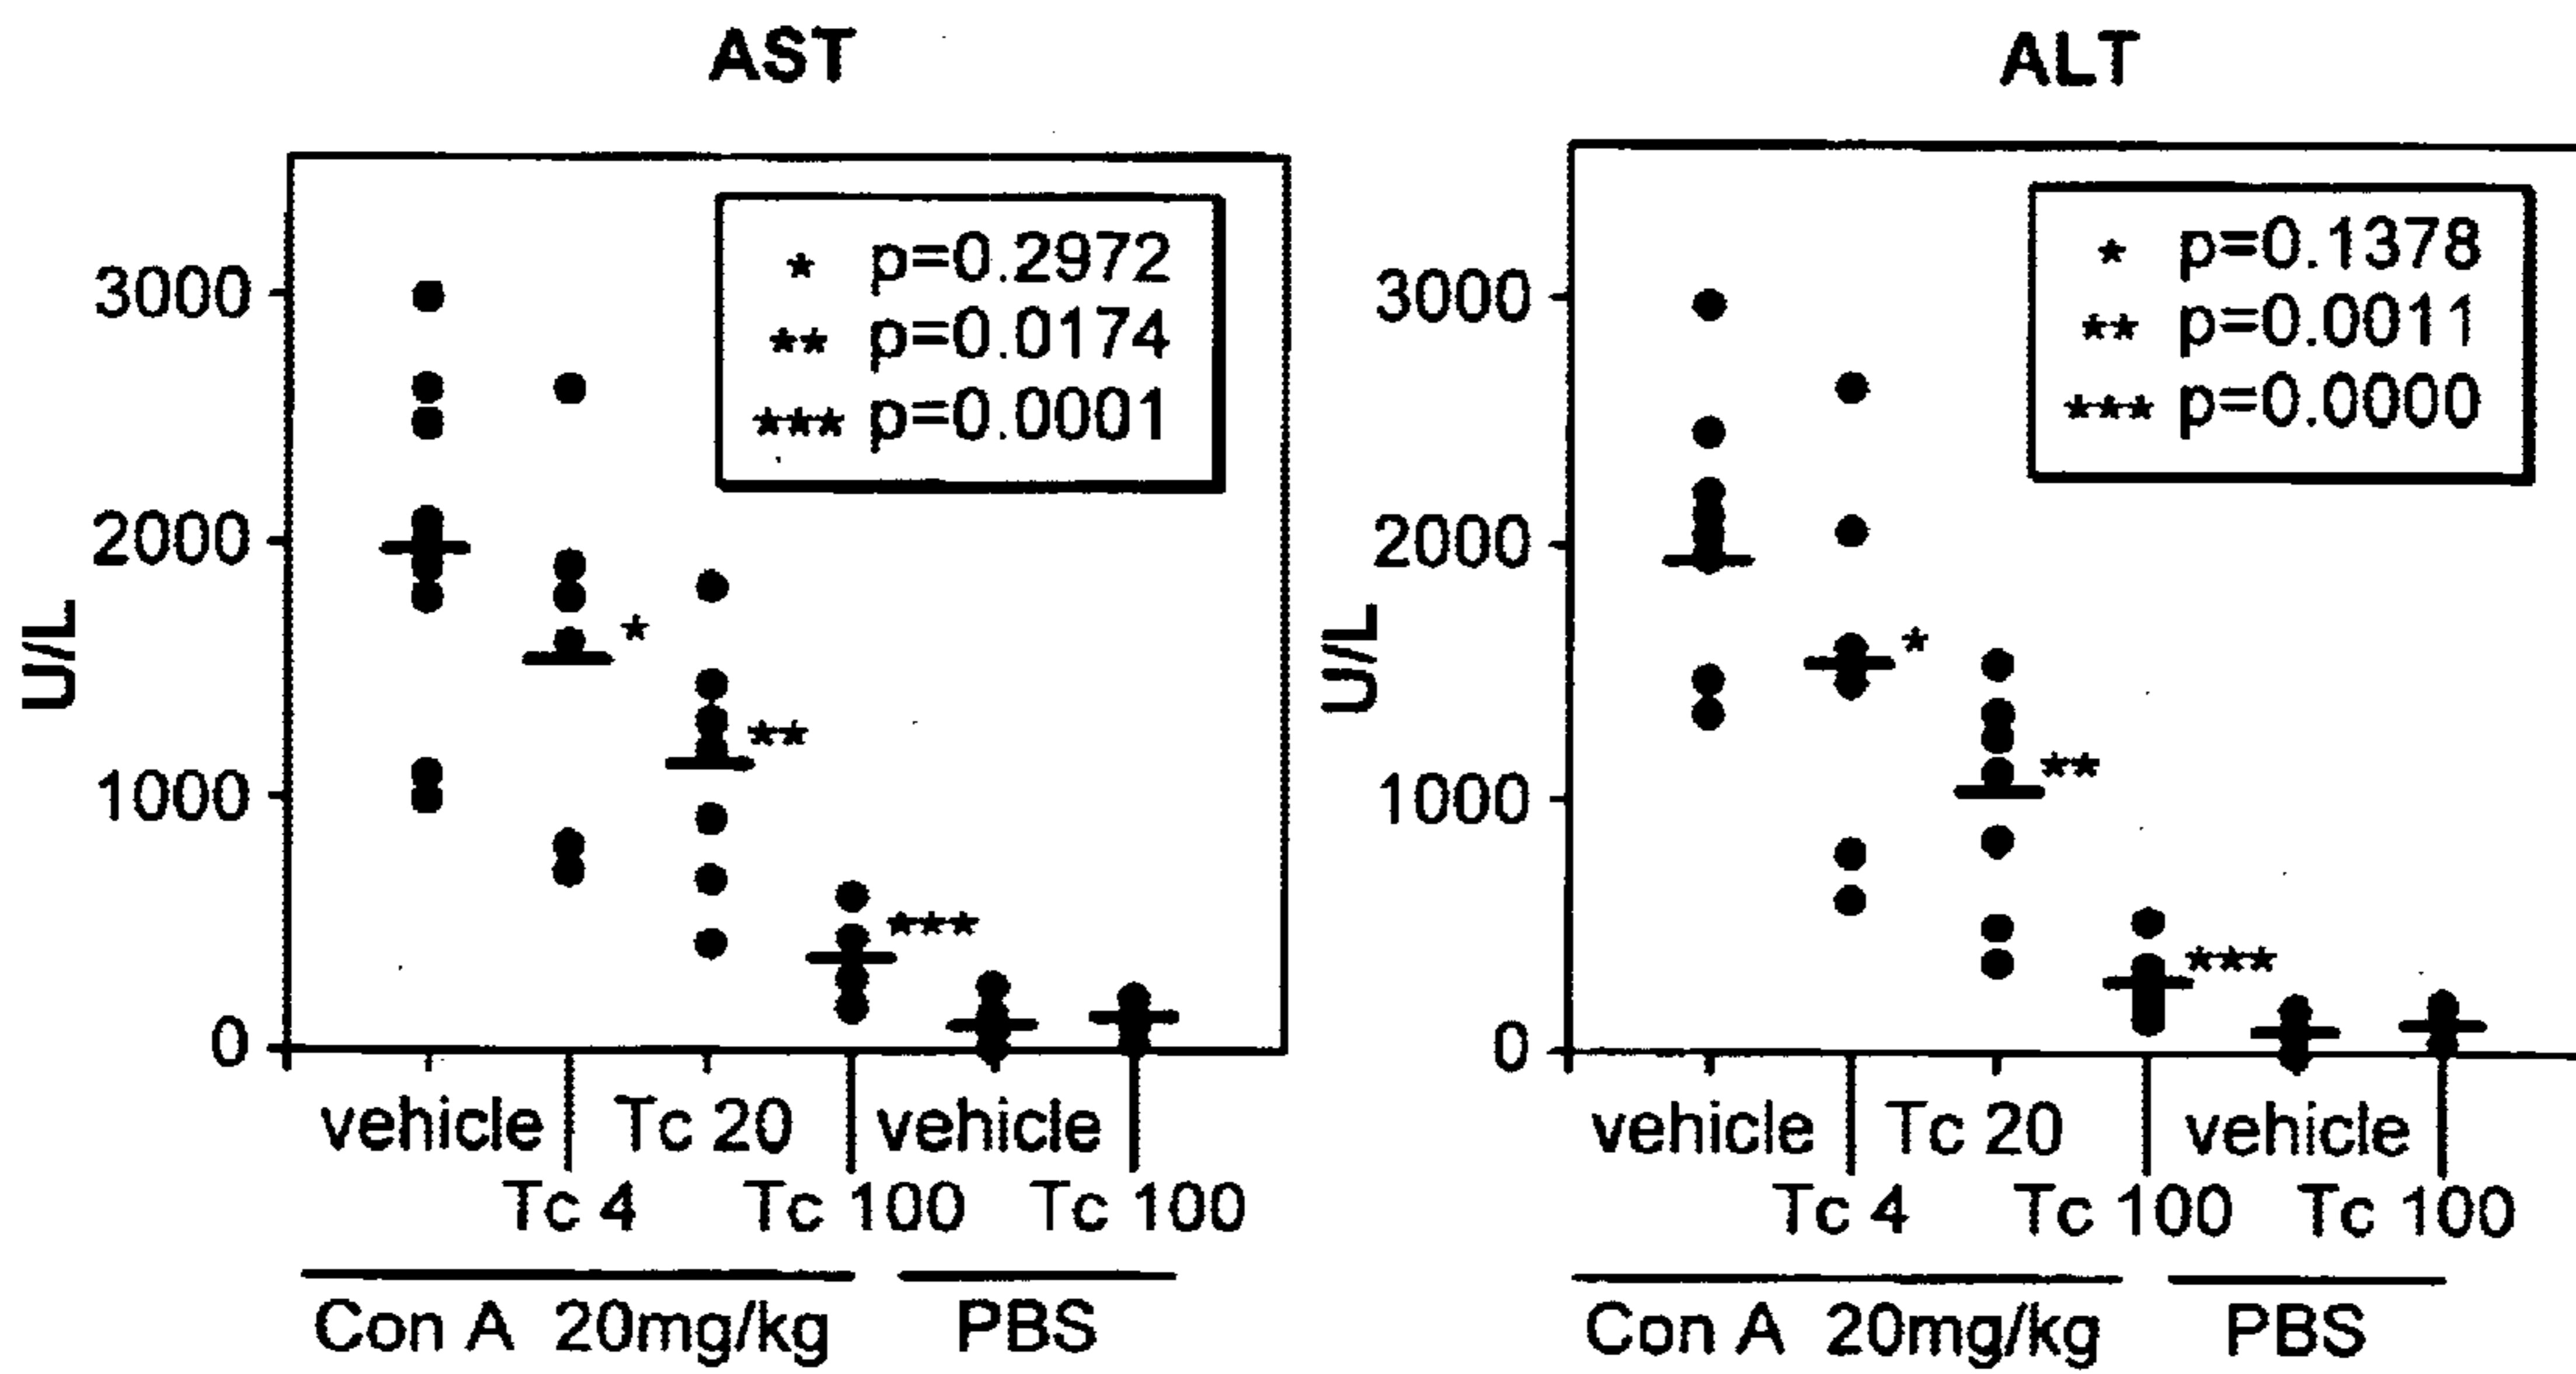 AST
U/L
3000
2000
1000
0
* p=0.2972
** p=0.0174
*** p=0.0001
*
**
***
vehicle Tc 20 vehicle
Tc 4 Tc 100 Tc 100
Con A 20mg/kg PBS
ALT
U/L
3000
2000
1000
0
* p=0.1378
** p=0.0011
*** p=0.0000
*
**
***
vehicle Tc 20 vehicle
Tc 4 Tc 100 Tc 100
Con A 20mg/kg PBS